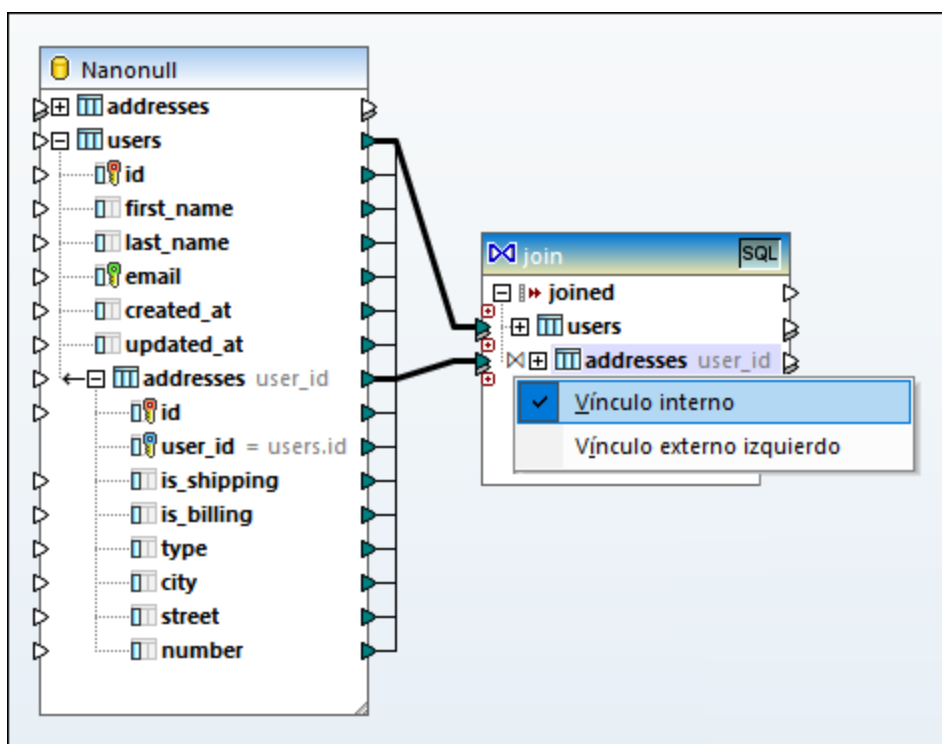 Nanonull
addresses
users
id
first_name
last_name
email
created_at
updated_at
addresses user_id
id
user_id = users.id
is_shipping
is_billing
type
city
street
number
join SQL
joined
users
addresses user_id
Vínculo interno
Vínculo externo izquierdo